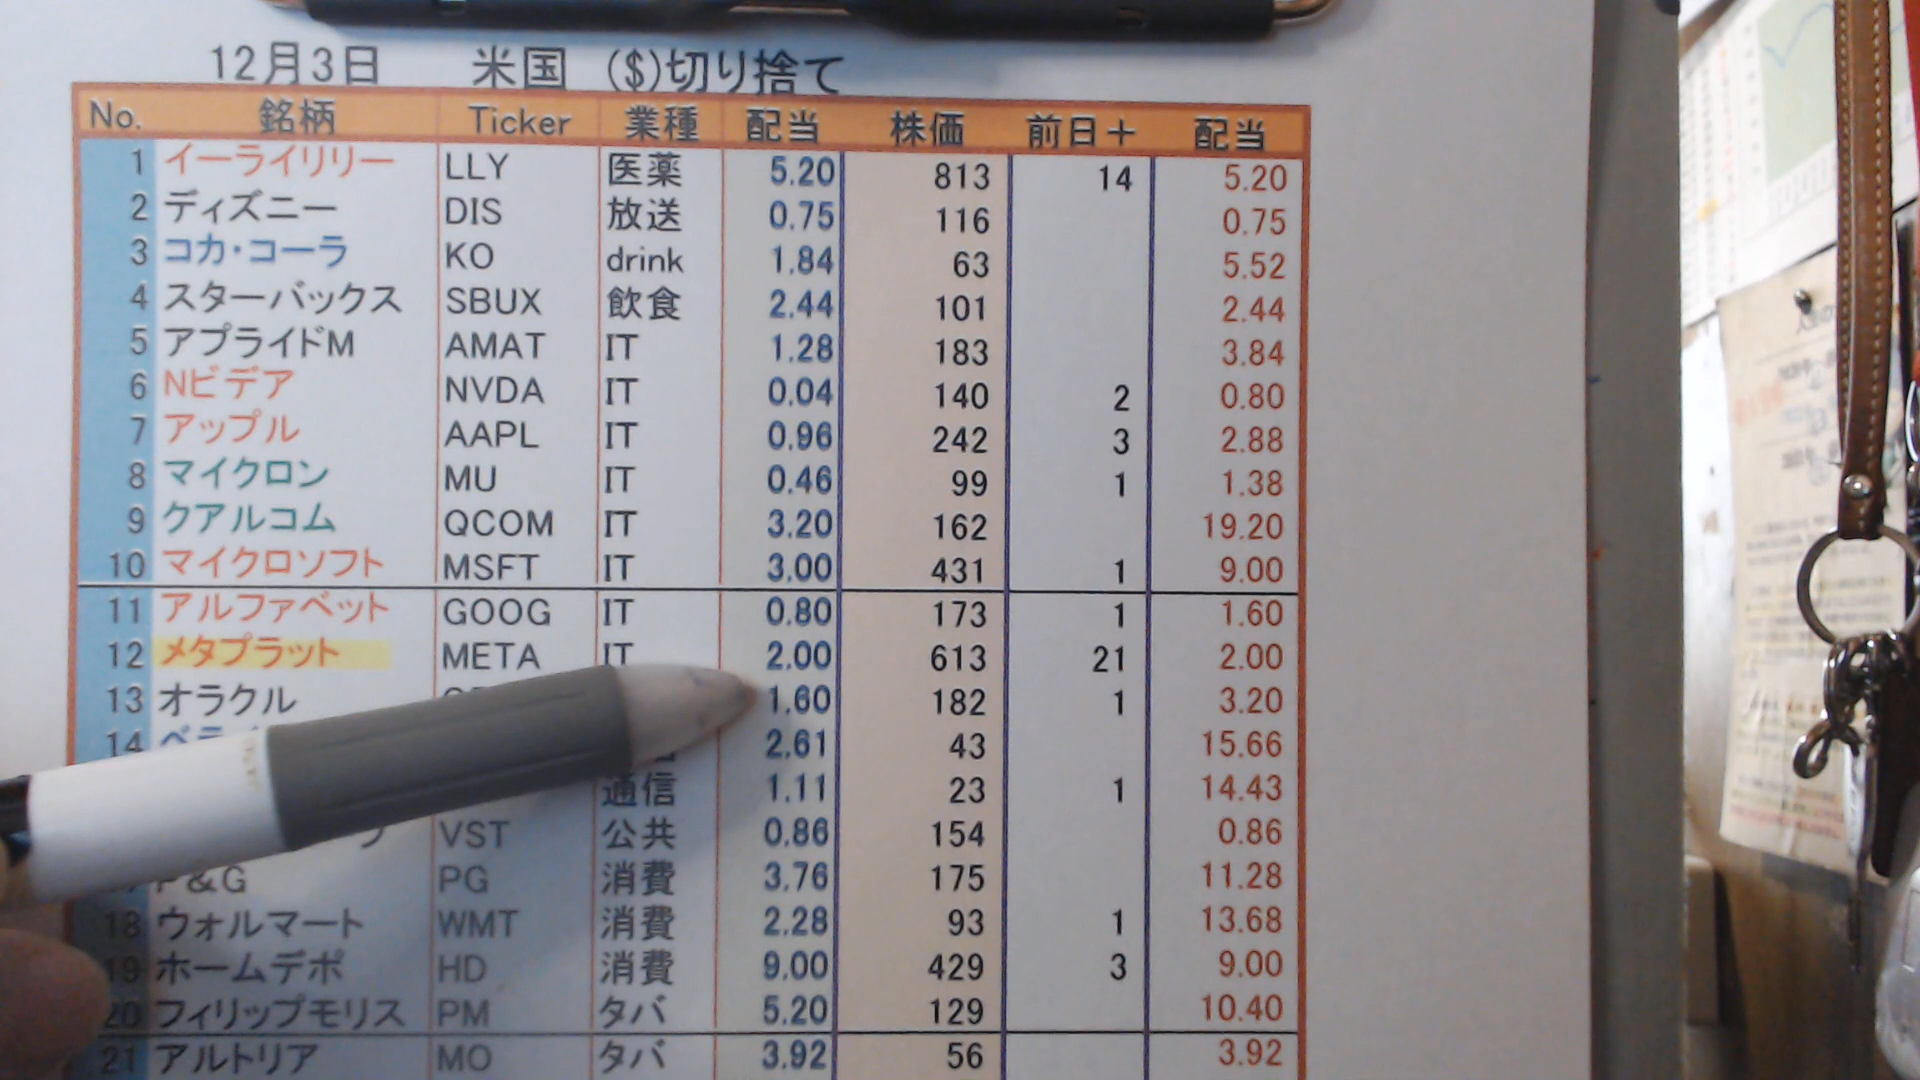 12月3日 米国 ($)切り捨て
No. 銘柄 Ticker 業種 配当 株価 前日＋ 配当
1 イーライリリー LLY 医薬 5.20 813 14 5.20
2 ディズニー DIS 放送 0.75 116 0.75
3 コカ・コーラ KO drink 1.84 63 5.52
4 スターバックス SBUX 飲食 2.44 101 2.44
5 アプライドM AMAT IT 1.28 183 3.84
6 Nビデア NVDA IT 0.04 140 2 0.80
7 アップル AAPL IT 0.96 242 3 2.88
8 マイクロン MU IT 0.46 99 1 1.38
9 クアルコム QCOM IT 3.20 162 19.20
10 マイクロソフト MSFT IT 3.00 431 1 9.00
11 アルファベット GOOG IT 0.80 173 1 1.60
12 メタプラット META IT 2.00 613 21 2.00
13 オラクル 1.60 182 1 3.20
14 2.61 43 15.66
通信 1.11 23 1 14.43
VST 公共 0.86 154 0.86
P&G PG 消費 3.76 175 11.28
18 ウォルマート WMT 消費 2.28 93 1 13.68
19 ホームデポ HD 消費 9.00 429 3 9.00
20 フィリップモリス PM タバ 5.20 129 10.40
21 アルトリア MO タバ 3.92 56 3.92